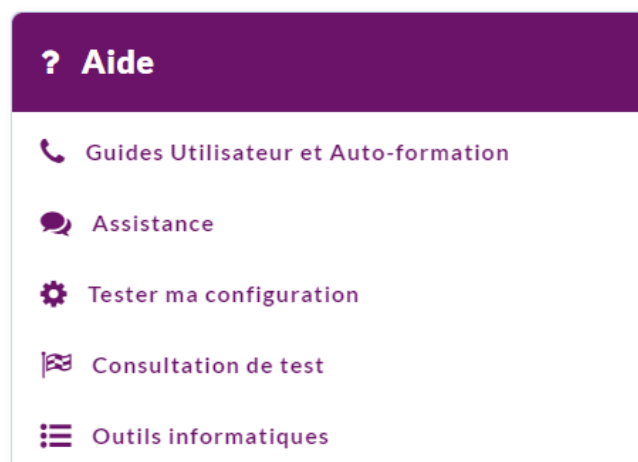 ? Aide
Guides Utilisateur et Auto-formation
Assistance
Tester ma configuration
Consultation de test
Outils informatiques